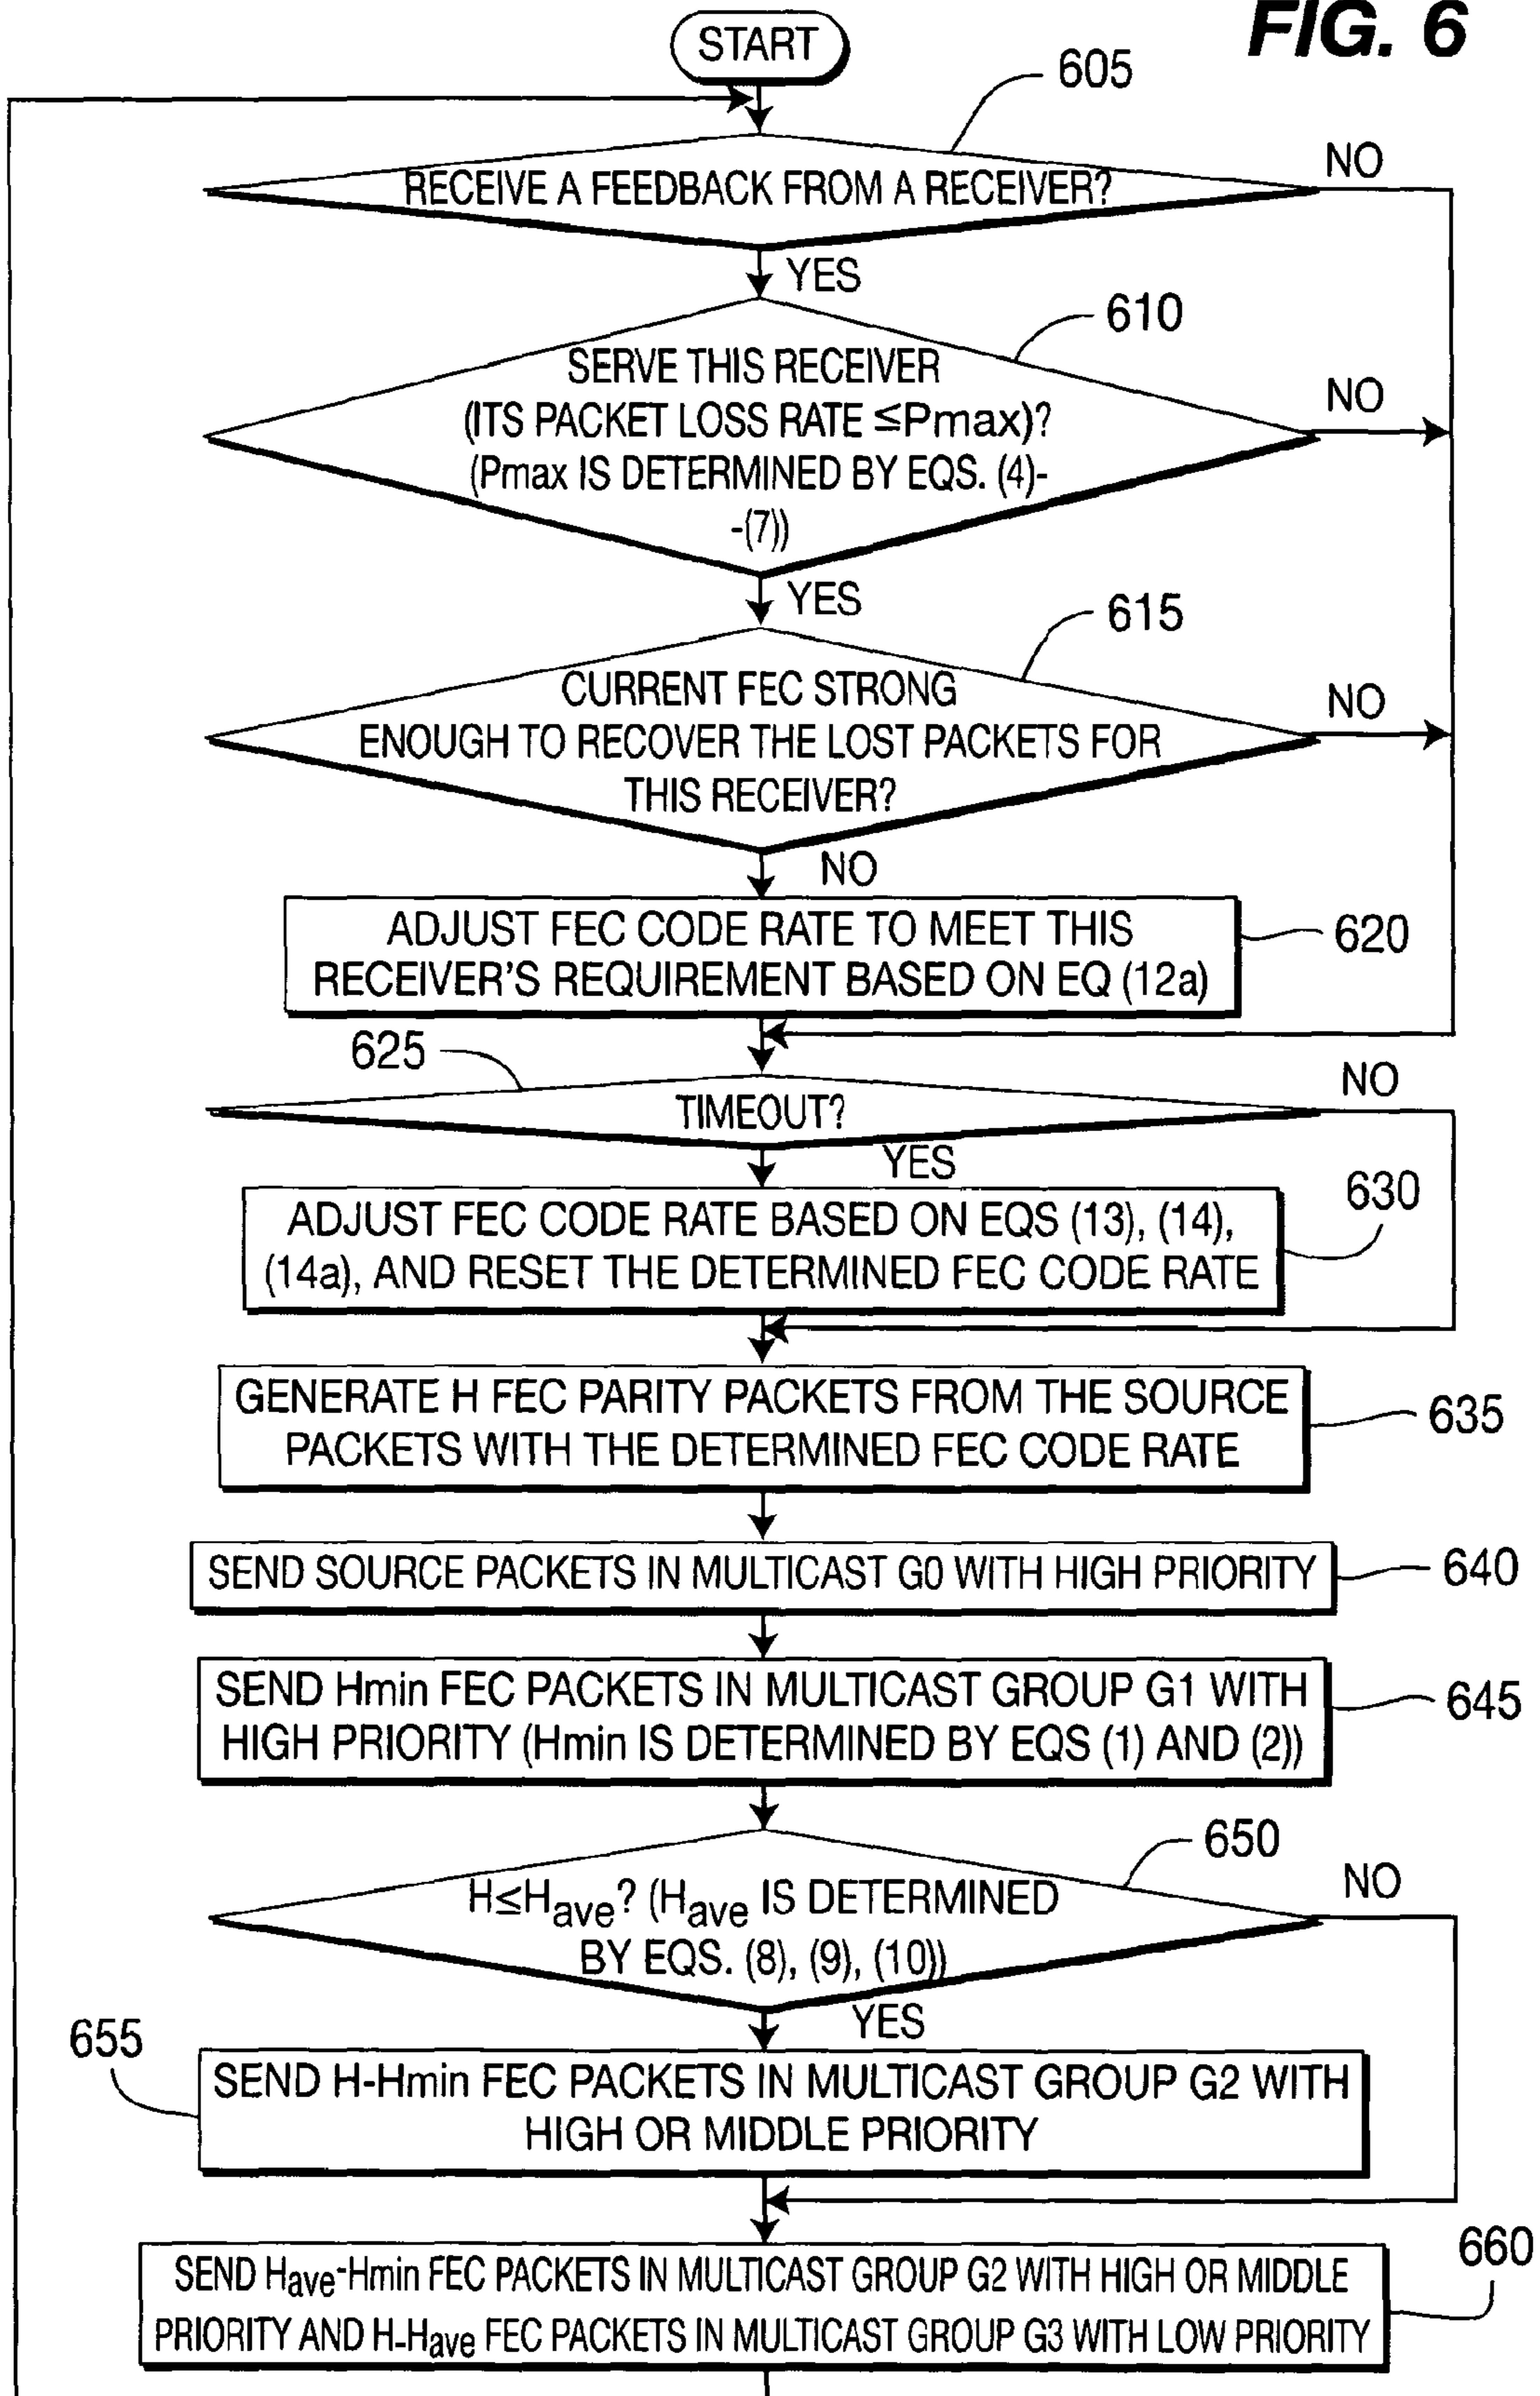 FIG. 6
START
605
RECEIVE A FEEDBACK FROM A RECEIVER?
NO
YES
610
SERVE THIS RECEIVER
(ITS PACKET LOSS RATE ≤Pmax)?
(Pmax IS DETERMINED BY EQS. (4)-
-(7))
NO
YES
615
CURRENT FEC STRONG
ENOUGH TO RECOVER THE LOST PACKETS FOR
THIS RECEIVER?
NO
NO
ADJUST FEC CODE RATE TO MEET THIS
RECEIVER'S REQUIREMENT BASED ON EQ (12a)
620
625
TIMEOUT?
NO
YES
630
ADJUST FEC CODE RATE BASED ON EQS (13), (14),
(14a), AND RESET THE DETERMINED FEC CODE RATE
GENERATE H FEC PARITY PACKETS FROM THE SOURCE
PACKETS WITH THE DETERMINED FEC CODE RATE
635
SEND SOURCE PACKETS IN MULTICAST G0 WITH HIGH PRIORITY
640
SEND Hmin FEC PACKETS IN MULTICAST GROUP G1 WITH
HIGH PRIORITY (Hmin IS DETERMINED BY EQS (1) AND (2))
645
650
H≤Have? (Have IS DETERMINED
BY EQS. (8), (9), (10))
NO
YES
655
SEND H-Hmin FEC PACKETS IN MULTICAST GROUP G2 WITH
HIGH OR MIDDLE PRIORITY
660
SEND Have-Hmin FEC PACKETS IN MULTICAST GROUP G2 WITH HIGH OR MIDDLE
PRIORITY AND H-Have FEC PACKETS IN MULTICAST GROUP G3 WITH LOW PRIORITY